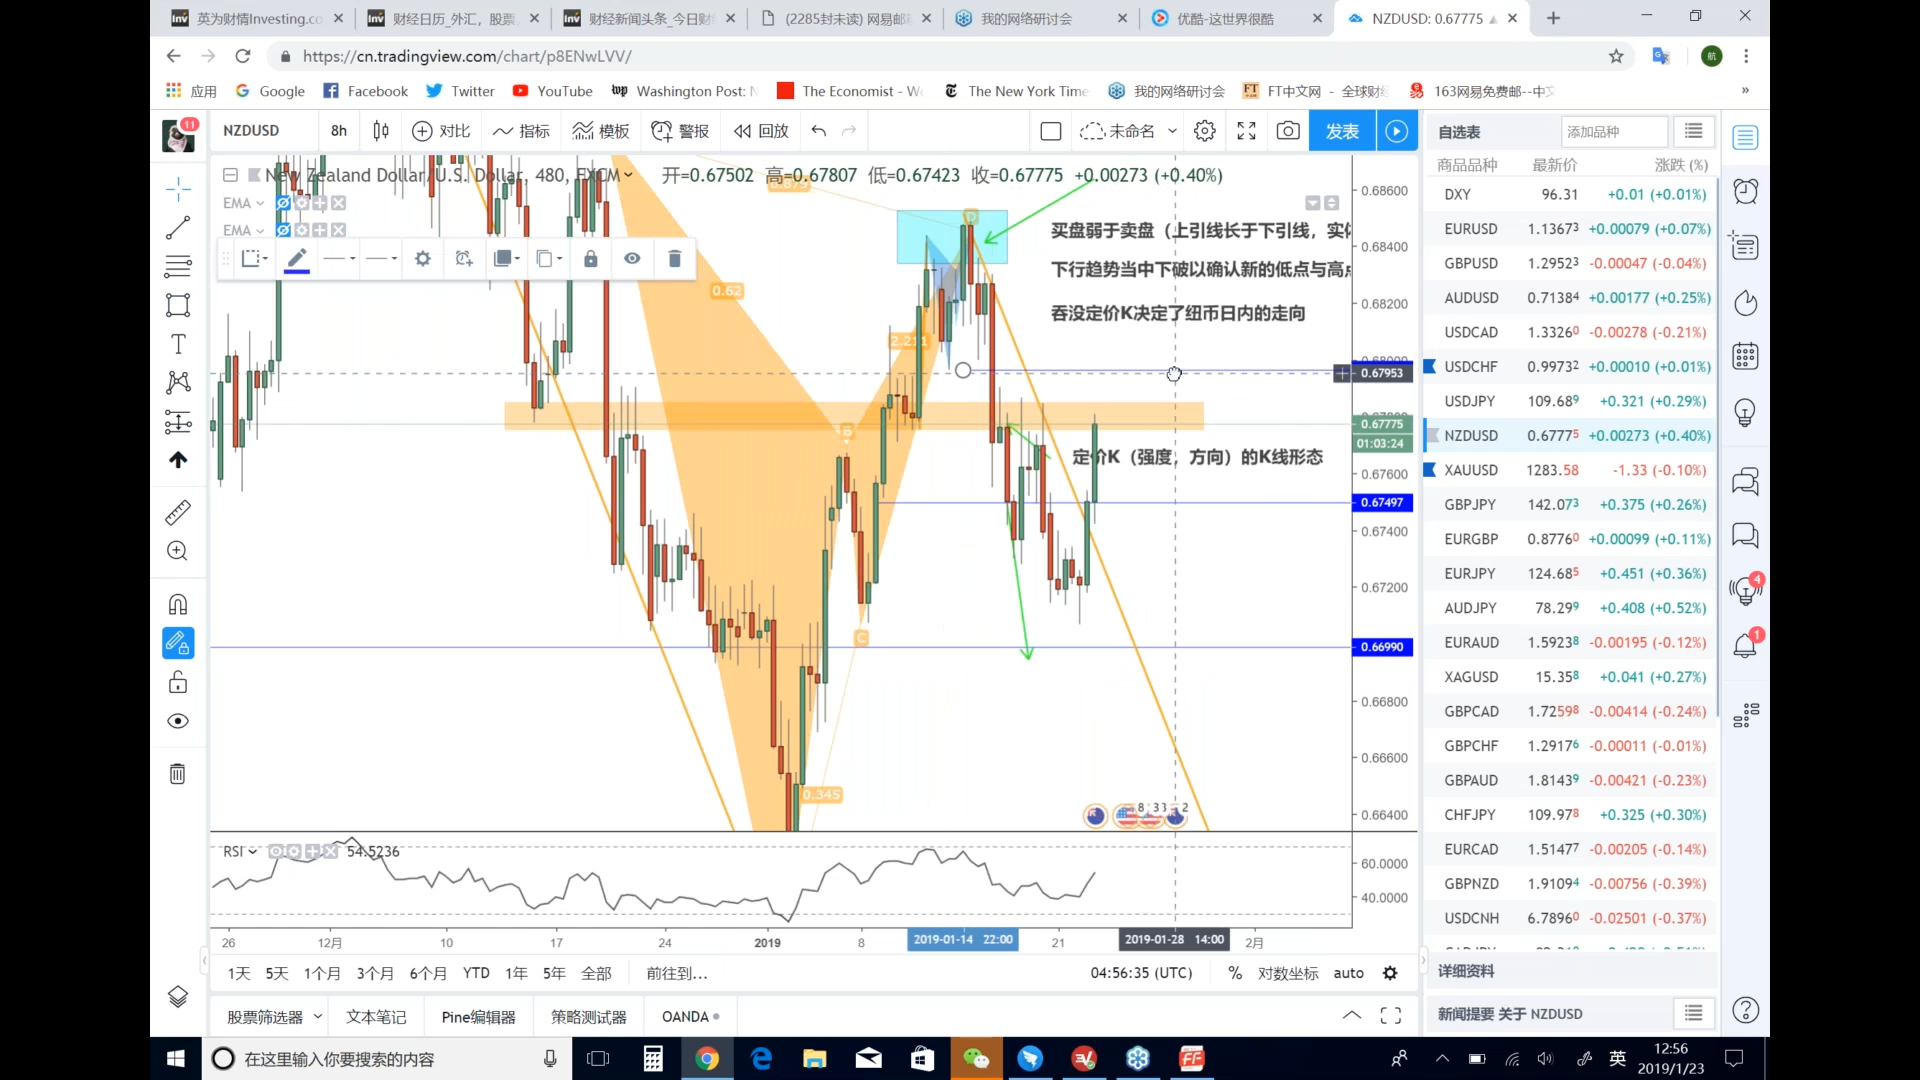 英为财情Investing.co
财经日历_外汇，股票
财经新闻头条_今日财
(2285封未读) 网易邮
我的网络研讨会
优酷-这世界很酷
NZDUSD: 0.67775
https://cn.tradingview.com/chart/p8ENwLVV/
航
应用 Google Facebook Twitter YouTube Washington Post: The Economist - The New York Time 我的网络研讨会 FT中文网 - 全球财 163网易免费邮--中文
11
NZDUSD 8h 对比 指标 模板 警报 回放 未命名 发表
New Zealand Dollar/U.S. Dollar, 480, FXCM 开=0.67502 高=0.67807 低=0.67423 收=0.67775 +0.00273 (+0.40%)
EMA
EMA
0.879
D
0.62
2.211
B
C
0.345
买盘弱于卖盘（上引线长于下引线，实
下行趋势当中下破以确认新的低点与高
吞没定价K决定了纽币日内的走向
定价K（强度，方向）的K线形态
0.68600
0.68400
0.68200
0.67953
0.67775
01:03:24
0.67600
0.67497
0.67400
0.67200
0.66990
0.66800
0.66600
0.66400
RSI 54.5236
60.0000
40.0000
26 12月 10 17 24 2019 8 2019-01-14 22:00 21 2019-01-28 14:00 2月
1天 5天 1个月 3个月 6个月 YTD 1年 5年 全部 前往到... 04:56:35 (UTC) % 对数坐标 auto
股票筛选器 文本笔记 Pine编辑器 策略测试器 OANDA
自选表 添加品种
商品品种 最新价 涨跌 (%)
DXY 96.31 +0.01 (+0.01%)
EURUSD 1.13673 +0.00079 (+0.07%)
GBPUSD 1.29523 -0.00047 (-0.04%)
AUDUSD 0.71384 +0.00177 (+0.25%)
USDCAD 1.33260 -0.00278 (-0.21%)
USDCHF 0.99732 +0.00010 (+0.01%)
USDJPY 109.689 +0.321 (+0.29%)
NZDUSD 0.67775 +0.00273 (+0.40%)
XAUUSD 1283.58 -1.33 (-0.10%)
GBPJPY 142.073 +0.375 (+0.26%)
EURGBP 0.87760 +0.00099 (+0.11%)
EURJPY 124.685 +0.451 (+0.36%)
AUDJPY 78.299 +0.408 (+0.52%)
EURAUD 1.59238 -0.00195 (-0.12%)
XAGUSD 15.358 +0.041 (+0.27%)
GBPCAD 1.72598 -0.00414 (-0.24%)
GBPCHF 1.29176 -0.00011 (-0.01%)
GBPAUD 1.81439 -0.00421 (-0.23%)
CHFJPY 109.978 +0.325 (+0.30%)
EURCAD 1.51477 -0.00205 (-0.14%)
GBPNZD 1.91094 -0.00756 (-0.39%)
USDCNH 6.78960 -0.02501 (-0.37%)
详细资料
新闻提要 关于 NZDUSD
4
1
在这里输入你要搜索的内容
英
12:56
2019/1/23